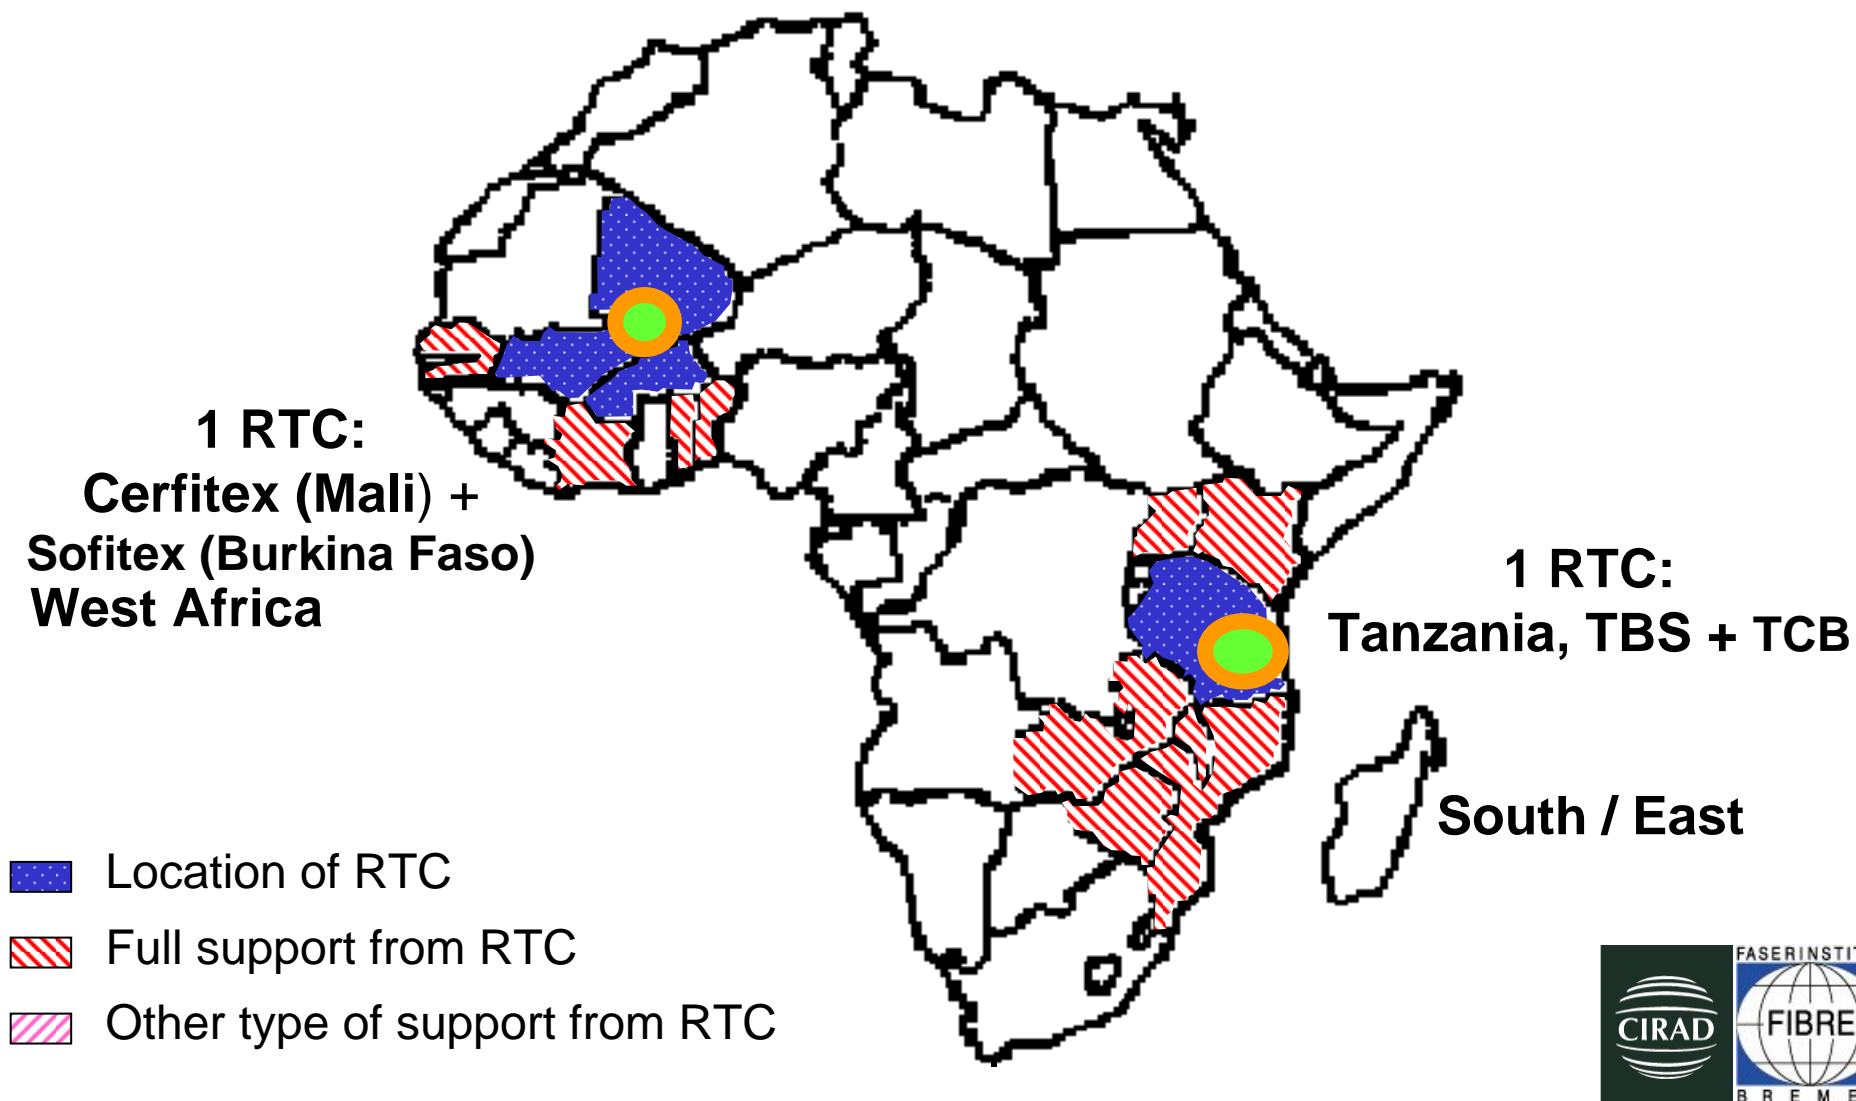 1 RTC:
Cerfitex (Mali) +
Sofitex (Burkina Faso)
West Africa
1 RTC:
Tanzania, TBS + TCB
South / East
Location of RTC
Full support from RTC
Other type of support from RTC
CIRAD
FASERINSTIT
FIBRE
BREME